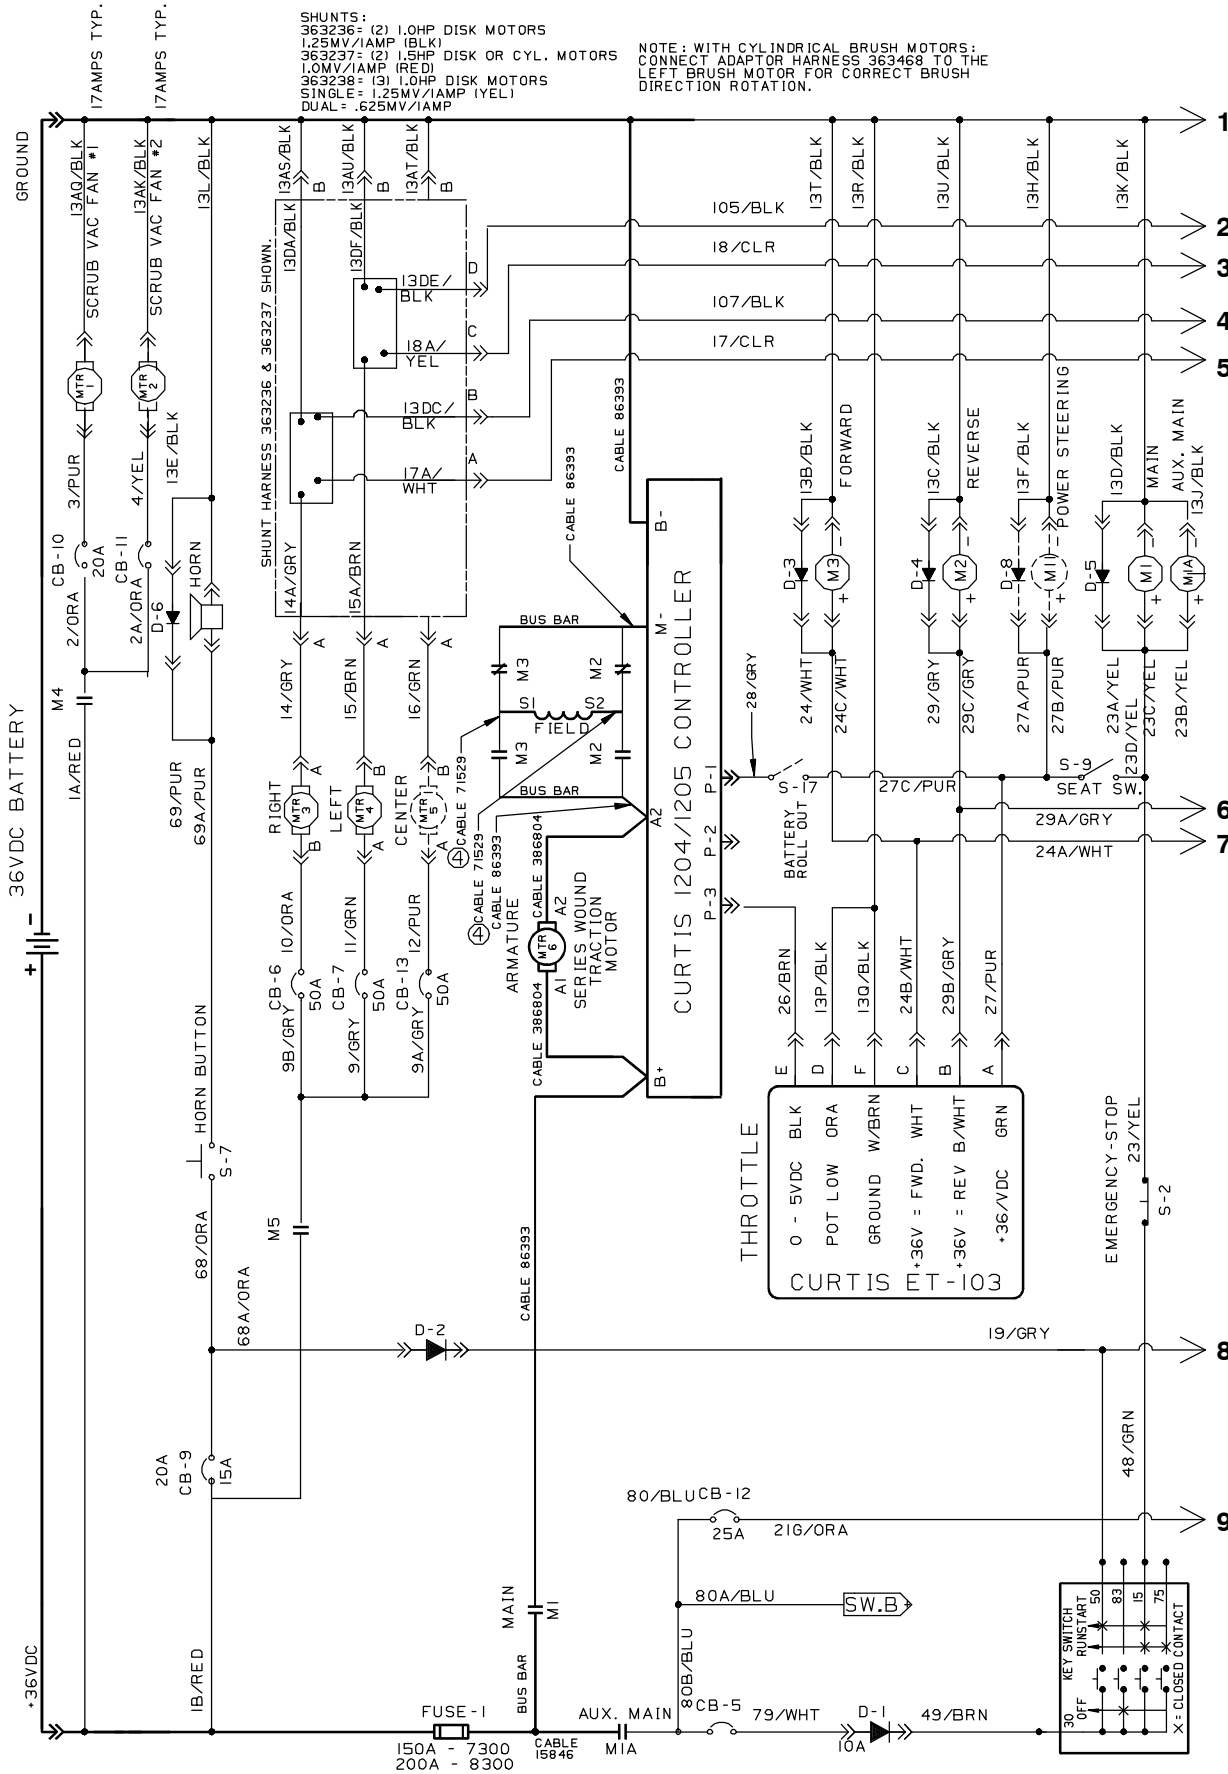 SHUNTS:
363236= (2) 1.0HP DISK MOTORS
1.25MV/1AMP (BLK)
363237= (2) 1.5HP DISK OR CYL. MOTORS
1.0MV/1AMP (RED)
363238= (3) 1.0HP DISK MOTORS
SINGLE= 1.25MV/1AMP (YEL)
DUAL= .625MV/1AMP
NOTE: WITH CYLINDRICAL BRUSH MOTORS:
CONNECT ADAPTOR HARNESS 363468 TO THE
LEFT BRUSH MOTOR FOR CORRECT BRUSH
DIRECTION ROTATION.
17AMPS TYP.
17AMPS TYP.
GROUND
13AQ/BLK
SCRUB VAC FAN #1
13AK/BLK
SCRUB VAC FAN #2
13L/BLK
13AS/BLK
13AU/BLK
13AT/BLK
B
B
B
13T/BLK
13R/BLK
13U/BLK
13H/BLK
13K/BLK
1
105/BLK
2
18/CLR
3
107/BLK
4
17/CLR
5
SHUNT HARNESS 363236 & 363237 SHOWN.
13DA/BLK
13DF/BLK
13DE/
BLK
D
18A/
YEL
C
13DC/
BLK
B
17A/
WHT
A
MTR
1
MTR
2
3/PUR
4/YEL
13E/BLK
CB-10
20A
CB-11
2/ORA
2A/ORA
D-6
HORN
14A/GRY
15A/BRN
A
A
A
CABLE 86393
CABLE 86393
B-
M-
CURTIS 1204/1205 CONTROLLER
A2
B+
P-1
P-2
P-3
13B/BLK
FORWARD
13C/BLK
REVERSE
13F/BLK
POWER STEERING
13D/BLK
MAIN
AUX. MAIN
13J/BLK
D-3
M3
-
+
D-4
M2
-
+
D-8
M11
-
+
D-5
M1
-
+
M1A
-
+
24/WHT
24C/WHT
29/GRY
29C/GRY
27A/PUR
27B/PUR
23A/YEL
23D/YEL
23C/YEL
23B/YEL
36VDC BATTERY
-
+
M4
1A/RED
69/PUR
69A/PUR
14/GRY
15/BRN
16/GRN
BUS BAR
M3
M2
S1
S2
FIELD
M3
M2
BUS BAR
28/GRY
S-17
27C/PUR
S-9
SEAT SW.
BATTERY
ROLL OUT
29A/GRY
6
24A/WHT
7
RIGHT
A
MTR
3
B
LEFT
B
MTR
4
A
CENTER
B
MTR
5
A
4
CABLE 71529
4
CABLE 71529
CABLE 86393
CABLE 386804
ARMATURE
A2
MTR
6
A1
SERIES WOUND
TRACTION
MOTOR
CABLE 386804
10/ORA
11/GRN
12/PUR
CB-6
50A
CB-7
50A
CB-13
50A
9B/GRY
9/GRY
9A/GRY
26/BRN
13P/BLK
13Q/BLK
24B/WHT
29B/GRY
27/PUR
E
D
F
C
B
A
THROTTLE
0 - 5VDC BLK
POT LOW ORA
GROUND W/BRN
+36V = FWD. WHT
+36V = REV B/WHT
+36/VDC GRN
CURTIS ET-103
HORN BUTTON
S-7
68/ORA
68A/ORA
M5
CABLE 86393
EMERGENCY-STOP
23/YEL
S-2
D-2
19/GRY
8
20A
CB-9
15A
48/GRN
80/BLU
CB-12
25A
21G/ORA
9
80A/BLU
SW.B+
80B/BLU
MAIN
M1
BUS BAR
1B/RED
+36VDC
FUSE-1
150A - 7300
200A - 8300
CABLE
15846
AUX. MAIN
M1A
CB-5
79/WHT
D-1
10A
49/BRN
KEY SWITCH
30
OFF
RUN
START
50
83
15
75
X = CLOSED CONTACT